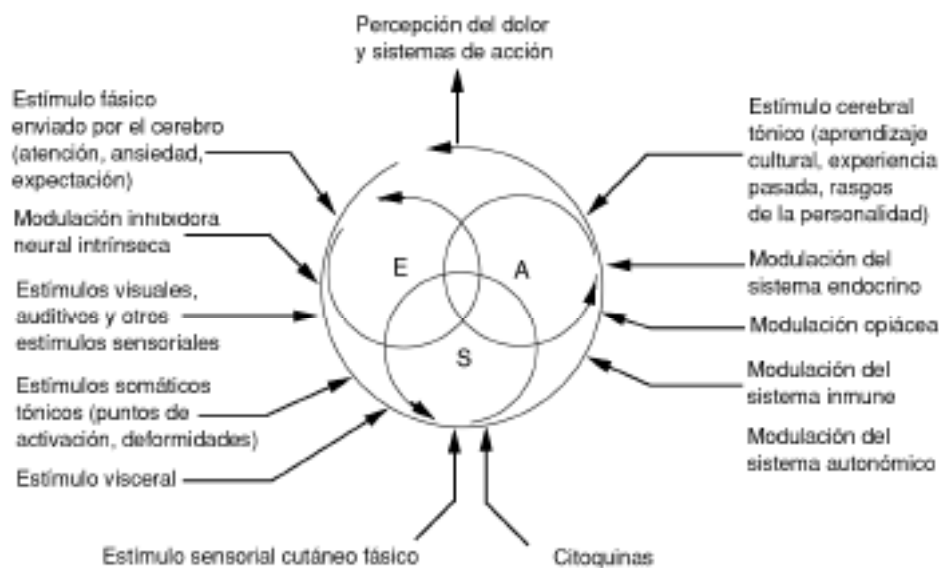 Percepción del dolor
y sistemas de acción
Estímulo fásico
enviado por el cerebro
(atención, ansiedad,
expectación)
Modulación inhibidora
neural intrínseca
Estímulos visuales,
auditivos y otros
estímulos sensoriales
Estímulos somáticos
tónicos (puntos de
activación, deformidades)
Estímulo visceral
E
A
S
Estímulo cerebral
tónico (aprendizaje
cultural, experiencia
pasada, rasgos
de la personalidad)
Modulación del
sistema endocrino
Modulación opiácea
Modulación del
sistema inmune
Modulación del
sistema autonómico
Estímulo sensorial cutáneo fásico
Citoquinas